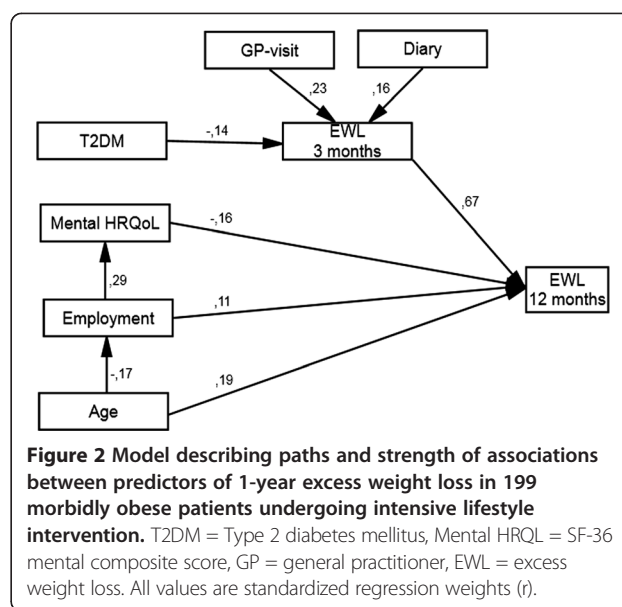 GP-visit
Diary
,23
,16
T2DM
-,14
EWL
3 months
,67
Mental HRQoL
-,16
,29
EWL
12 months
Employment
,11
-,17
,19
Age
Figure 2 Model describing paths and strength of associations
between predictors of 1-year excess weight loss in 199
morbidly obese patients undergoing intensive lifestyle
intervention. T2DM = Type 2 diabetes mellitus, Mental HRQL = SF-36
mental composite score, GP = general practitioner, EWL = excess
weight loss. All values are standardized regression weights (r).